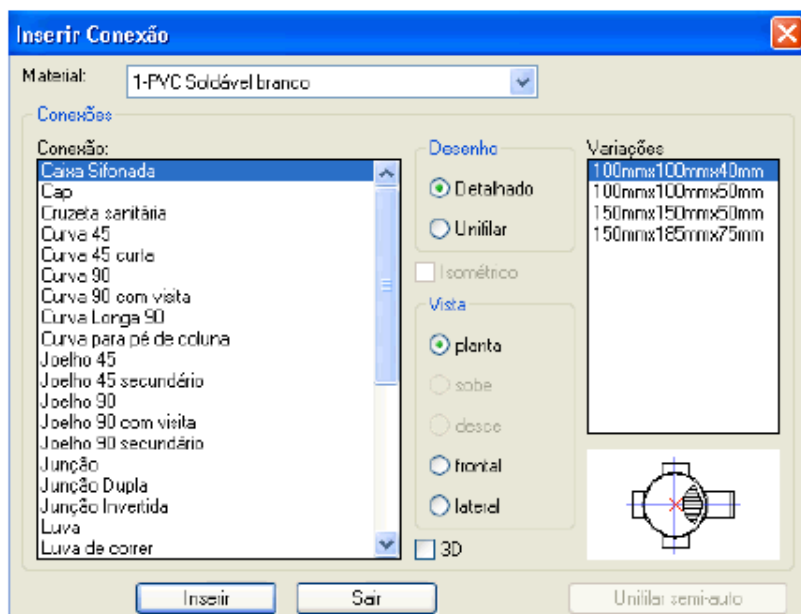 Inserir Conexão
Material:
1-PVC Soldável branco
Conexões
Conexão:
Caixa Sifonada
Cap
Cruzeta sanitária
Curva 45
Curva 45 curta
Curva 90
Curva 90 com visita
Curva Longa 90
Curva para pé de coluna
Joelho 45
Joelho 45 secundário
Joelho 90
Joelho 90 com visita
Joelho 90 secundário
Junção
Junção Dupla
Junção Invertida
Luva
Luva de correr
Desenho
Detalhado
Unifilar
Isométrico
Vista
planta
sobe
desce
frontal
lateral
3D
Variações
100mmx100mmx40mm
100mmx100mmx50mm
150mmx150mmx50mm
150mmx185mmx75mm
Inserir
Sair
Unifilar semi-auto